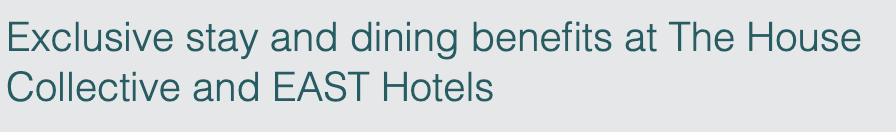 Exclusive stay and dining benefits at The House
Collective and EAST Hotels